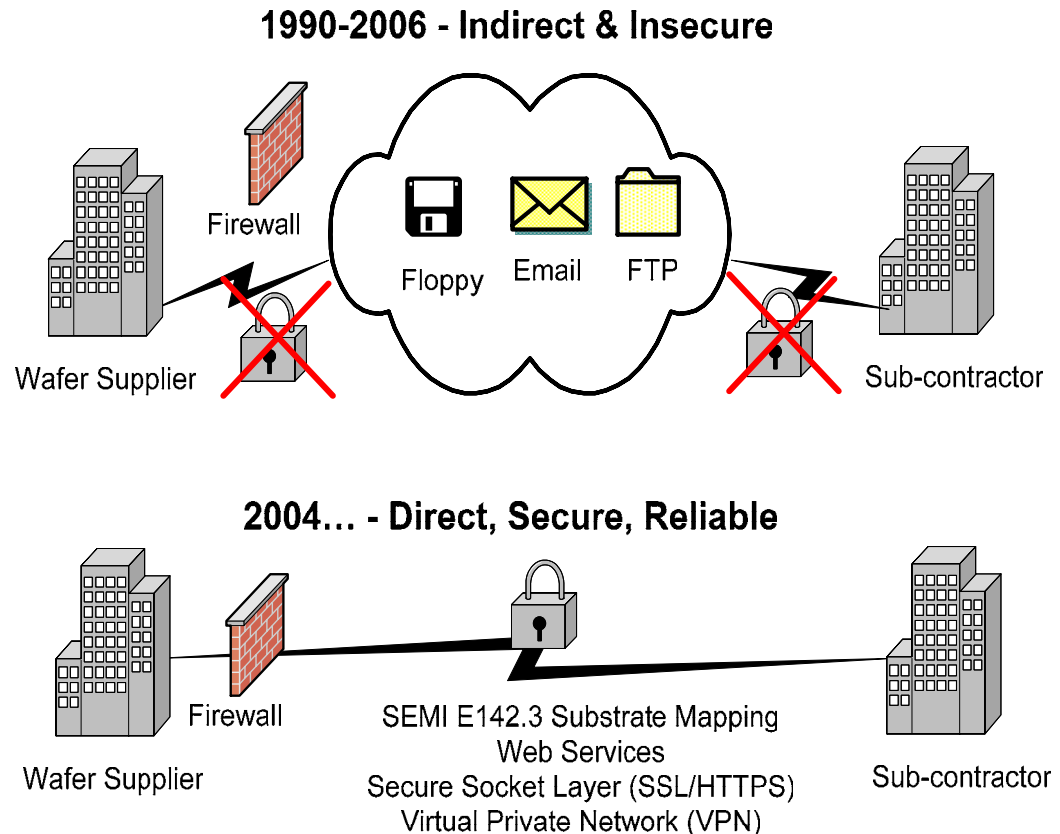 1990-2006 - Indirect & Insecure
Firewall
Floppy
Email
FTP
Wafer Supplier
Sub-contractor
2004… - Direct, Secure, Reliable
Firewall
SEMI E142.3 Substrate Mapping
Web Services
Secure Socket Layer (SSL/HTTPS)
Virtual Private Network (VPN)
Wafer Supplier
Sub-contractor